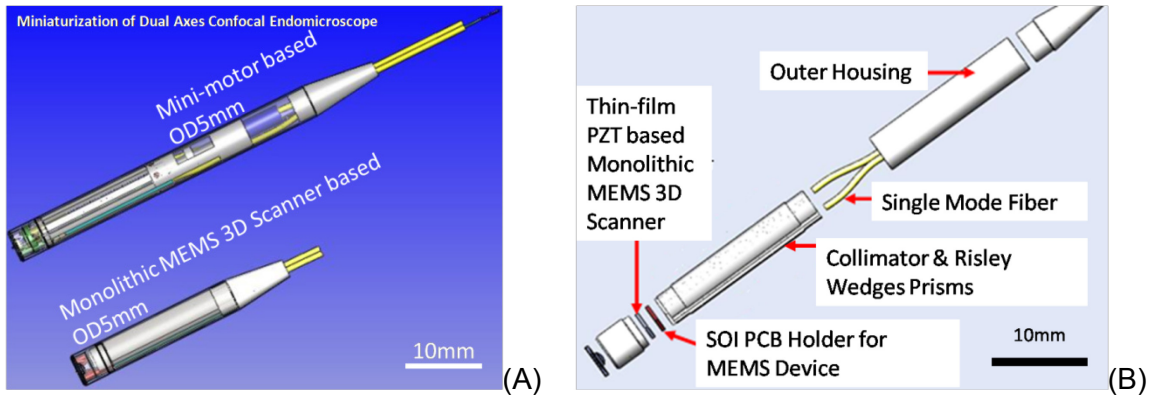 Miniaturization of Dual Axes Confocal Endomicroscope
Mini-motor based
OD5mm
Monolithic MEMS 3D Scanner based
OD5mm
10mm
(A)
Outer Housing
Thin-film
PZT based
Monolithic
MEMS 3D
Scanner
Single Mode Fiber
Collimator & Risley
Wedges Prisms
SOI PCB Holder for
MEMS Device
10mm
(B)